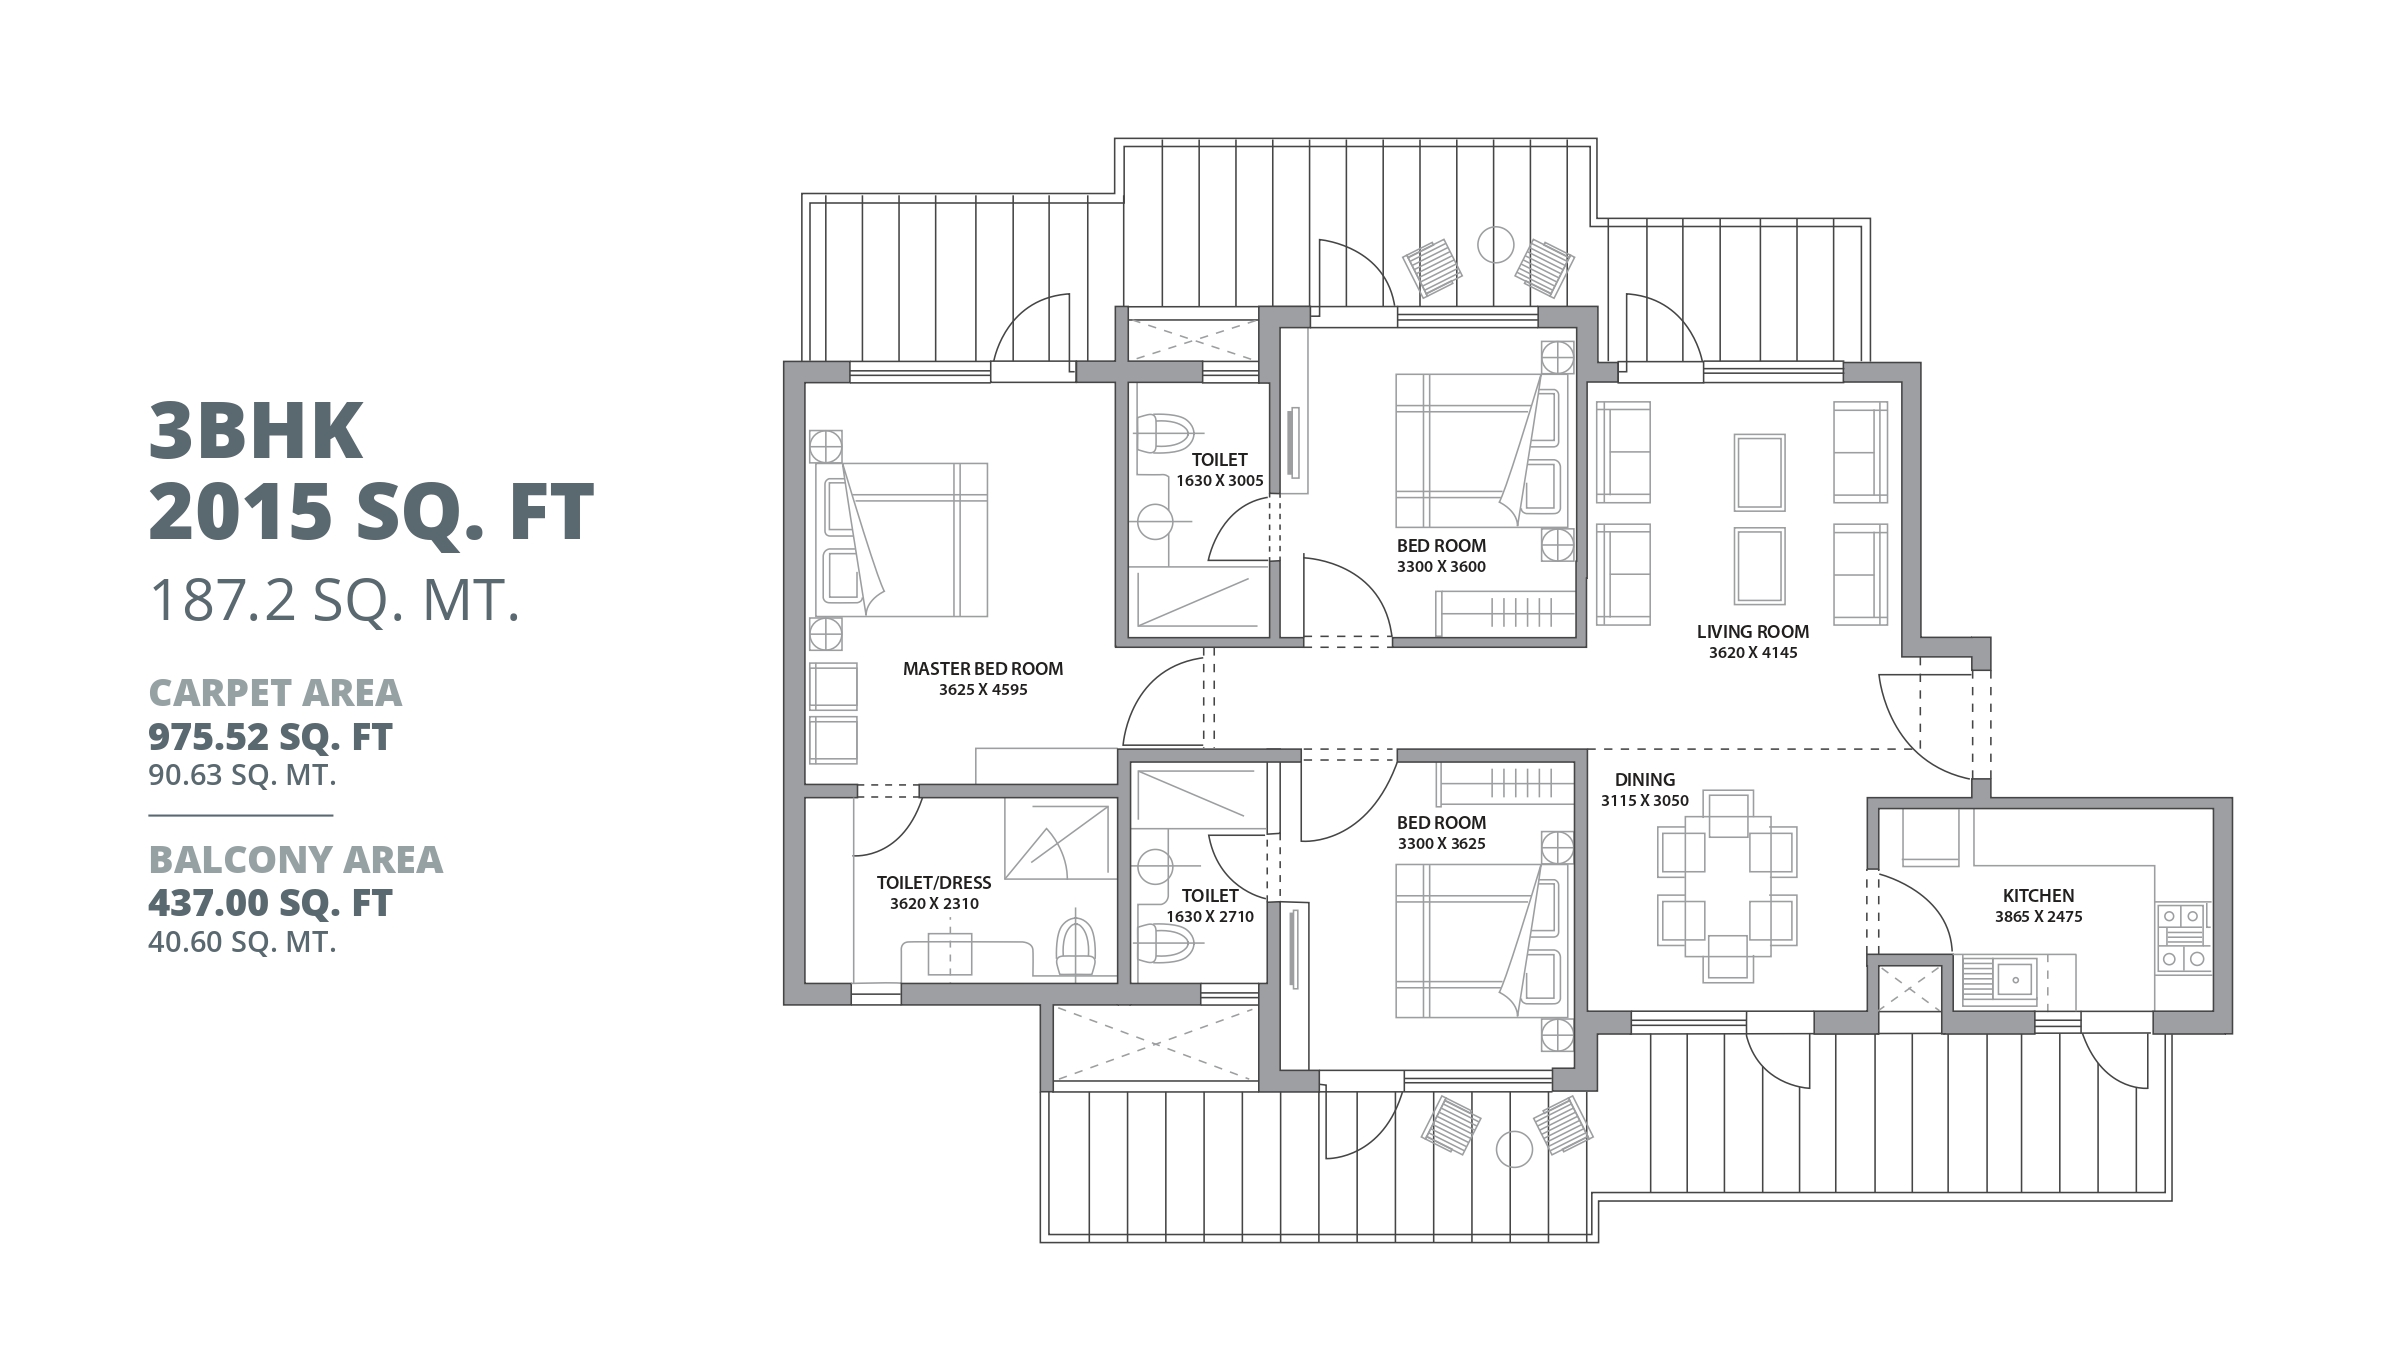 3BHK
2015 SQ. FT
187.2 SQ. MT.
CARPET AREA
975.52 SQ. FT
90.63 SQ. MT.
BALCONY AREA
437.00 SQ. FT
40.60 SQ. MT.
TOILET
1630 X 3005
BED ROOM
3300 X 3600
LIVING ROOM
3620 X 4145
MASTER BED ROOM
3625 X 4595
DINING
3115 X 3050
BED ROOM
3300 X 3625
TOILET/DRESS
3620 X 2310
TOILET
1630 X 2710
KITCHEN
3865 X 2475